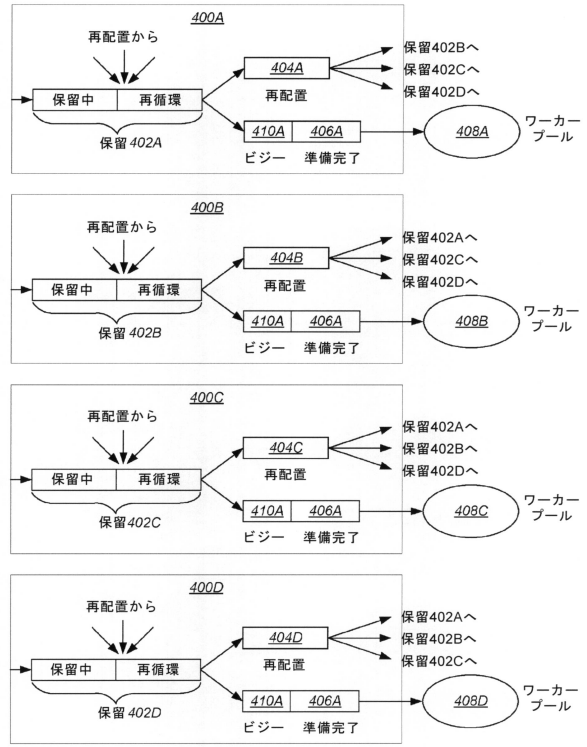 400A
再配置から
保留中 再循環
保留402A
404A
再配置
保留402Bへ
保留402Cへ
保留402Dへ
410A 406A
ビジー 準備完了
408A
ワーカー
プール
400B
再配置から
保留中 再循環
保留402B
404B
再配置
保留402Aへ
保留402Cへ
保留402Dへ
410A 406A
ビジー 準備完了
408B
ワーカー
プール
400C
再配置から
保留中 再循環
保留402C
404C
再配置
保留402Aへ
保留402Bへ
保留402Dへ
410A 406A
ビジー 準備完了
408C
ワーカー
プール
400D
再配置から
保留中 再循環
保留402D
404D
再配置
保留402Aへ
保留402Bへ
保留402Cへ
410A 406A
ビジー 準備完了
408D
ワーカー
プール